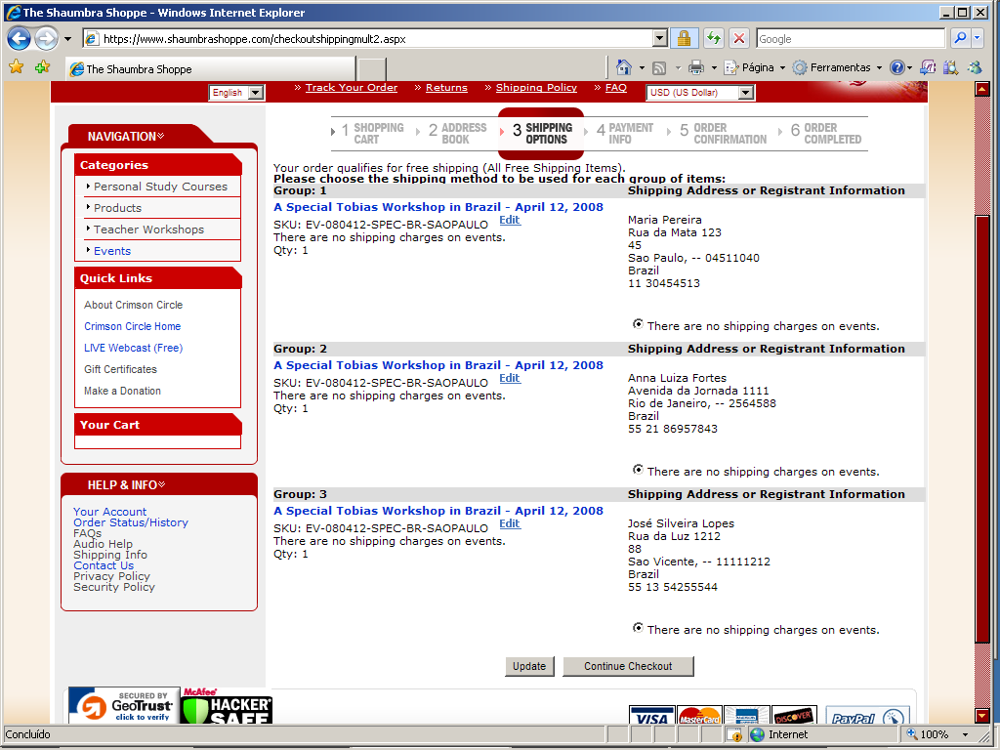 The Shaumbra Shoppe - Windows Internet Explorer
https://www.shaumbrashoppe.com/checkoutshippingmult2.aspx
Google
The Shaumbra Shoppe
Página
Ferramentas
English
» Track Your Order
» Returns
» Shipping Policy
» FAQ
USD (US Dollar)
1 SHOPPING CART
2 ADDRESS BOOK
3 SHIPPING OPTIONS
4 PAYMENT INFO
5 ORDER CONFIRMATION
6 ORDER COMPLETED
NAVIGATION
Categories
Personal Study Courses
Products
Teacher Workshops
Events
Quick Links
About Crimson Circle
Crimson Circle Home
LIVE Webcast (Free)
Gift Certificates
Make a Donation
Your Cart
HELP & INFO
Your Account
Order Status/History
FAQs
Audio Help
Shipping Info
Contact Us
Privacy Policy
Security Policy
Your order qualifies for free shipping (All Free Shipping Items).
Please choose the shipping method to be used for each group of items:
Group: 1
Shipping Address or Registrant Information
A Special Tobias Workshop in Brazil - April 12, 2008
SKU: EV-080412-SPEC-BR-SAOPAULO
Edit
There are no shipping charges on events.
Qty: 1
Maria Pereira
Rua da Mata 123
45
Sao Paulo, -- 04511040
Brazil
11 30454513
There are no shipping charges on events.
Group: 2
Shipping Address or Registrant Information
A Special Tobias Workshop in Brazil - April 12, 2008
SKU: EV-080412-SPEC-BR-SAOPAULO
Edit
There are no shipping charges on events.
Qty: 1
Anna Luiza Fortes
Avenida da Jornada 1111
Rio de Janeiro, -- 2564588
Brazil
55 21 86957843
There are no shipping charges on events.
Group: 3
Shipping Address or Registrant Information
A Special Tobias Workshop in Brazil - April 12, 2008
SKU: EV-080412-SPEC-BR-SAOPAULO
Edit
There are no shipping charges on events.
Qty: 1
José Silveira Lopes
Rua da Luz 1212
88
Sao Vicente, -- 11111212
Brazil
55 13 54255544
There are no shipping charges on events.
Update
Continue Checkout
SECURED BY
GeoTrust
click to verify
McAfee
HACKER
SAFE
VISA
MasterCard
DISCOVER
PayPal
Concluído
Internet
100%